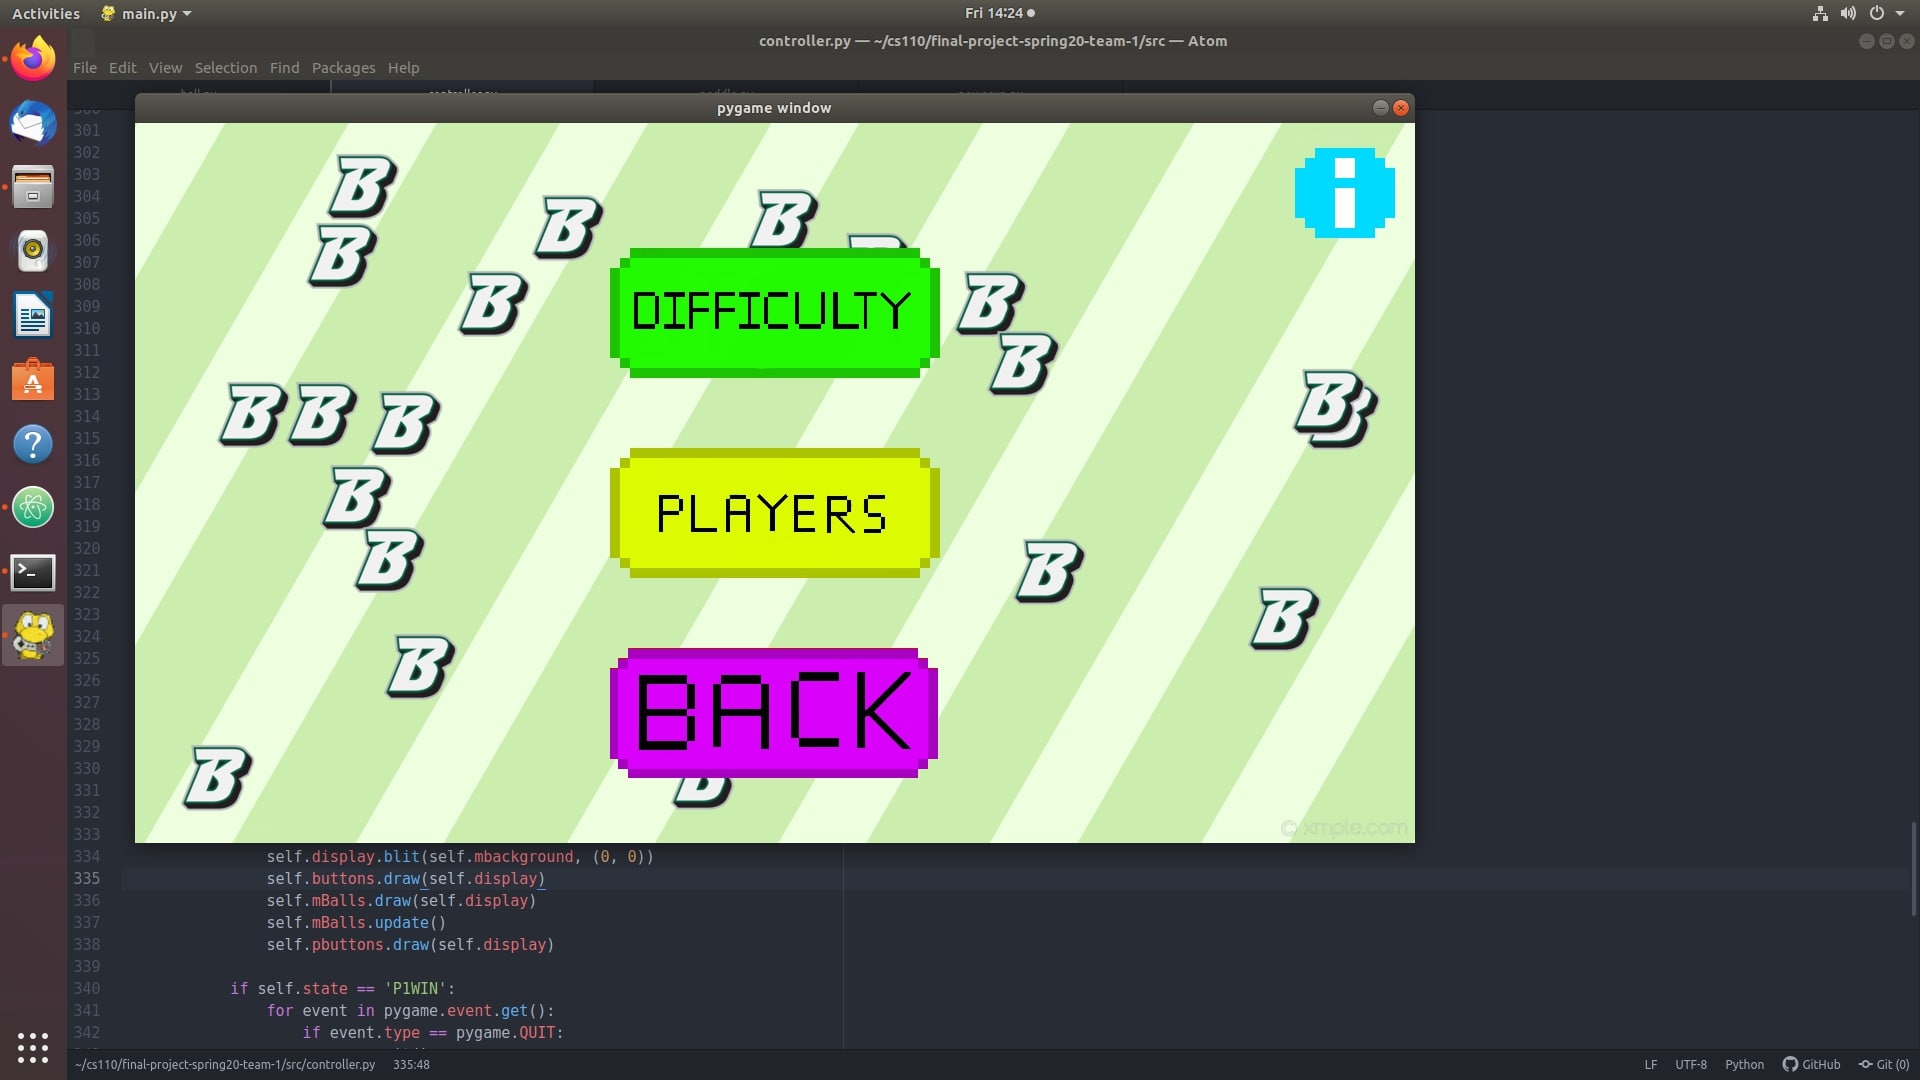 Activities
main.py
Fri 14:24
controller.py — ~/cs110/final-project-spring20-team-1/src — Atom
File Edit View Selection Find Packages Help
pygame window
301
302
303
304
305
306
307
308
309
310
311
312
313
314
315
316
317
318
319
320
321
322
323
324
325
326
327
328
329
330
331
332
333
B
B
B
B
B
i
DIFFICULTY
B
B
B
B
B
B
B
PLAYERS
B
B
B
B
B
BACK
B
B
© xmple.com
334 self.display.blit(self.mbackground, (0, 0))
335 self.buttons.draw(self.display)
336 self.mBalls.draw(self.display)
337 self.mBalls.update()
338 self.pbuttons.draw(self.display)
339
340 if self.state == 'P1WIN':
341 for event in pygame.event.get():
342 if event.type == pygame.QUIT:
~/cs110/final-project-spring20-team-1/src/controller.py 335:48
LF UTF-8 Python GitHub Git (0)